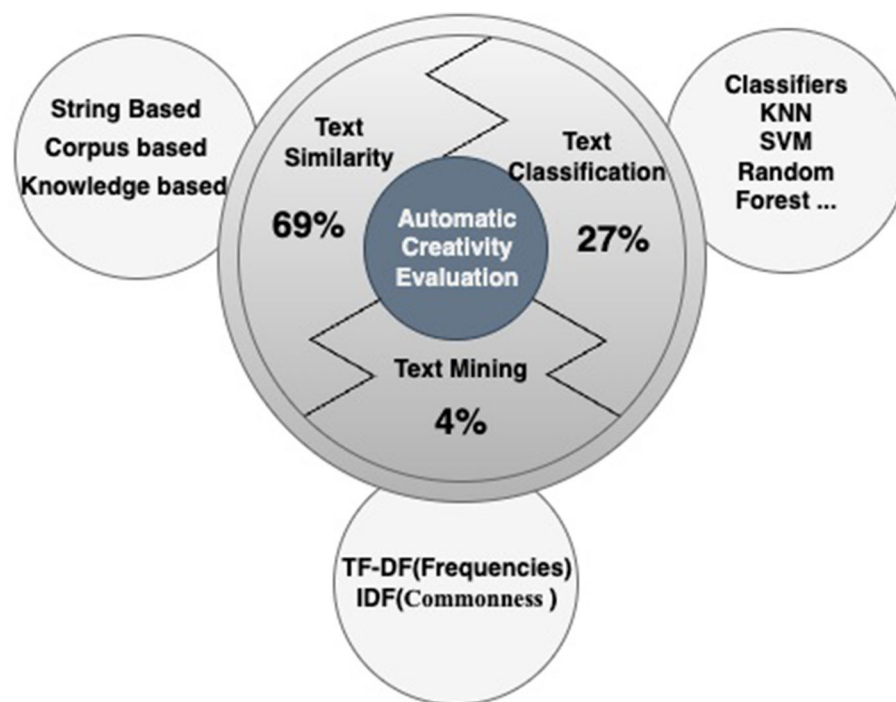 String Based
Corpus based
Knowledge based
Text
Similarity
69%
Automatic
Creativity
Evaluation
Text
Classification
27%
Classifiers
KNN
SVM
Random
Forest ...
Text Mining
4%
TF-DF(Frequencies)
IDF(Commonness )